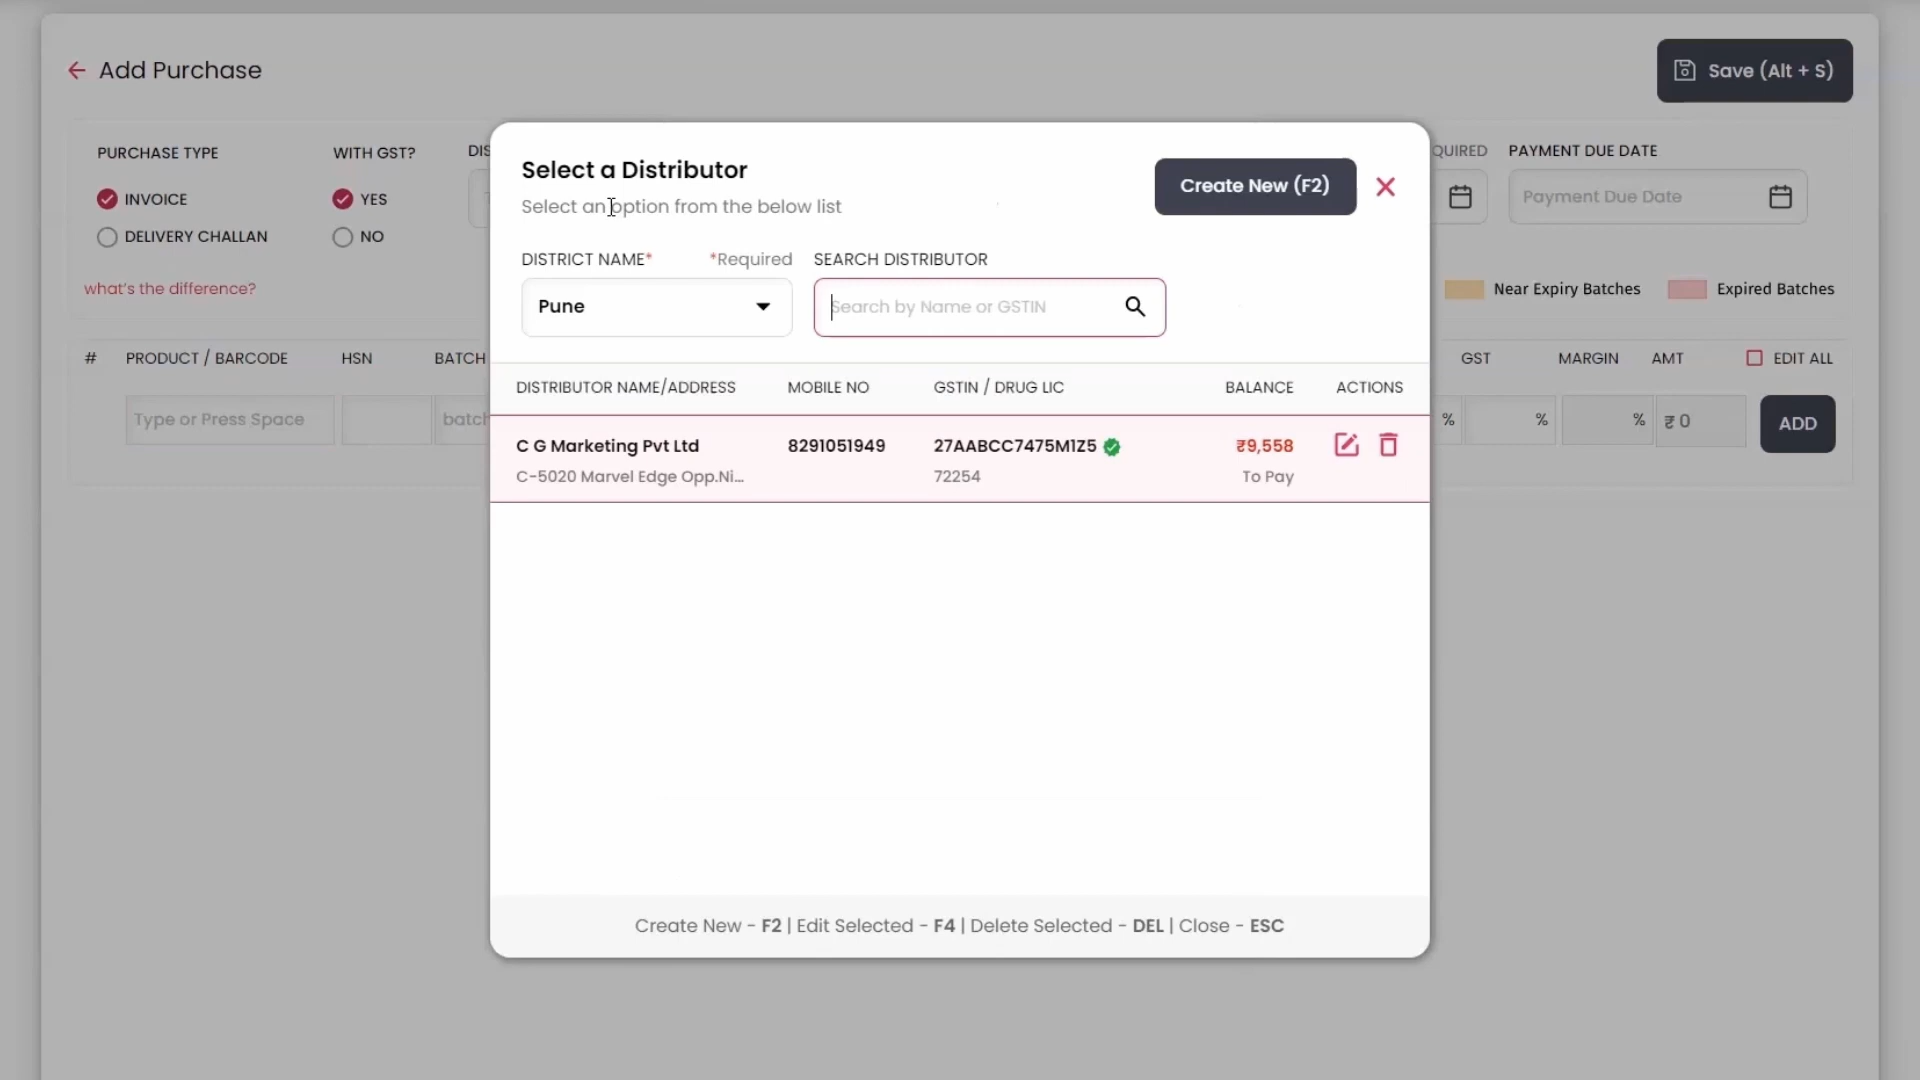 Add Purchase
Save (Alt + S)
PURCHASE TYPE
WITH GST?
DIS
QUIRED
PAYMENT DUE DATE
INVOICE
YES
Payment Due Date
DELIVERY CHALLAN
NO
what's the difference?
Near Expiry Batches
Expired Batches
# PRODUCT / BARCODE HSN BATCH
GST MARGIN AMT EDIT ALL
Type or Press Space
batch
% % % ₹ 0
ADD
Select a Distributor
Select an option from the below list
Create New (F2)
DISTRICT NAME* *Required
SEARCH DISTRIBUTOR
Pune
Search by Name or GSTIN
DISTRIBUTOR NAME/ADDRESS MOBILE NO GSTIN / DRUG LIC BALANCE ACTIONS
C G Marketing Pvt Ltd 8291051949 27AABCC7475M1Z5 ₹9,558
C-5020 Marvel Edge Opp.Ni... 72254 To Pay
Create New - F2 | Edit Selected - F4 | Delete Selected - DEL | Close - ESC